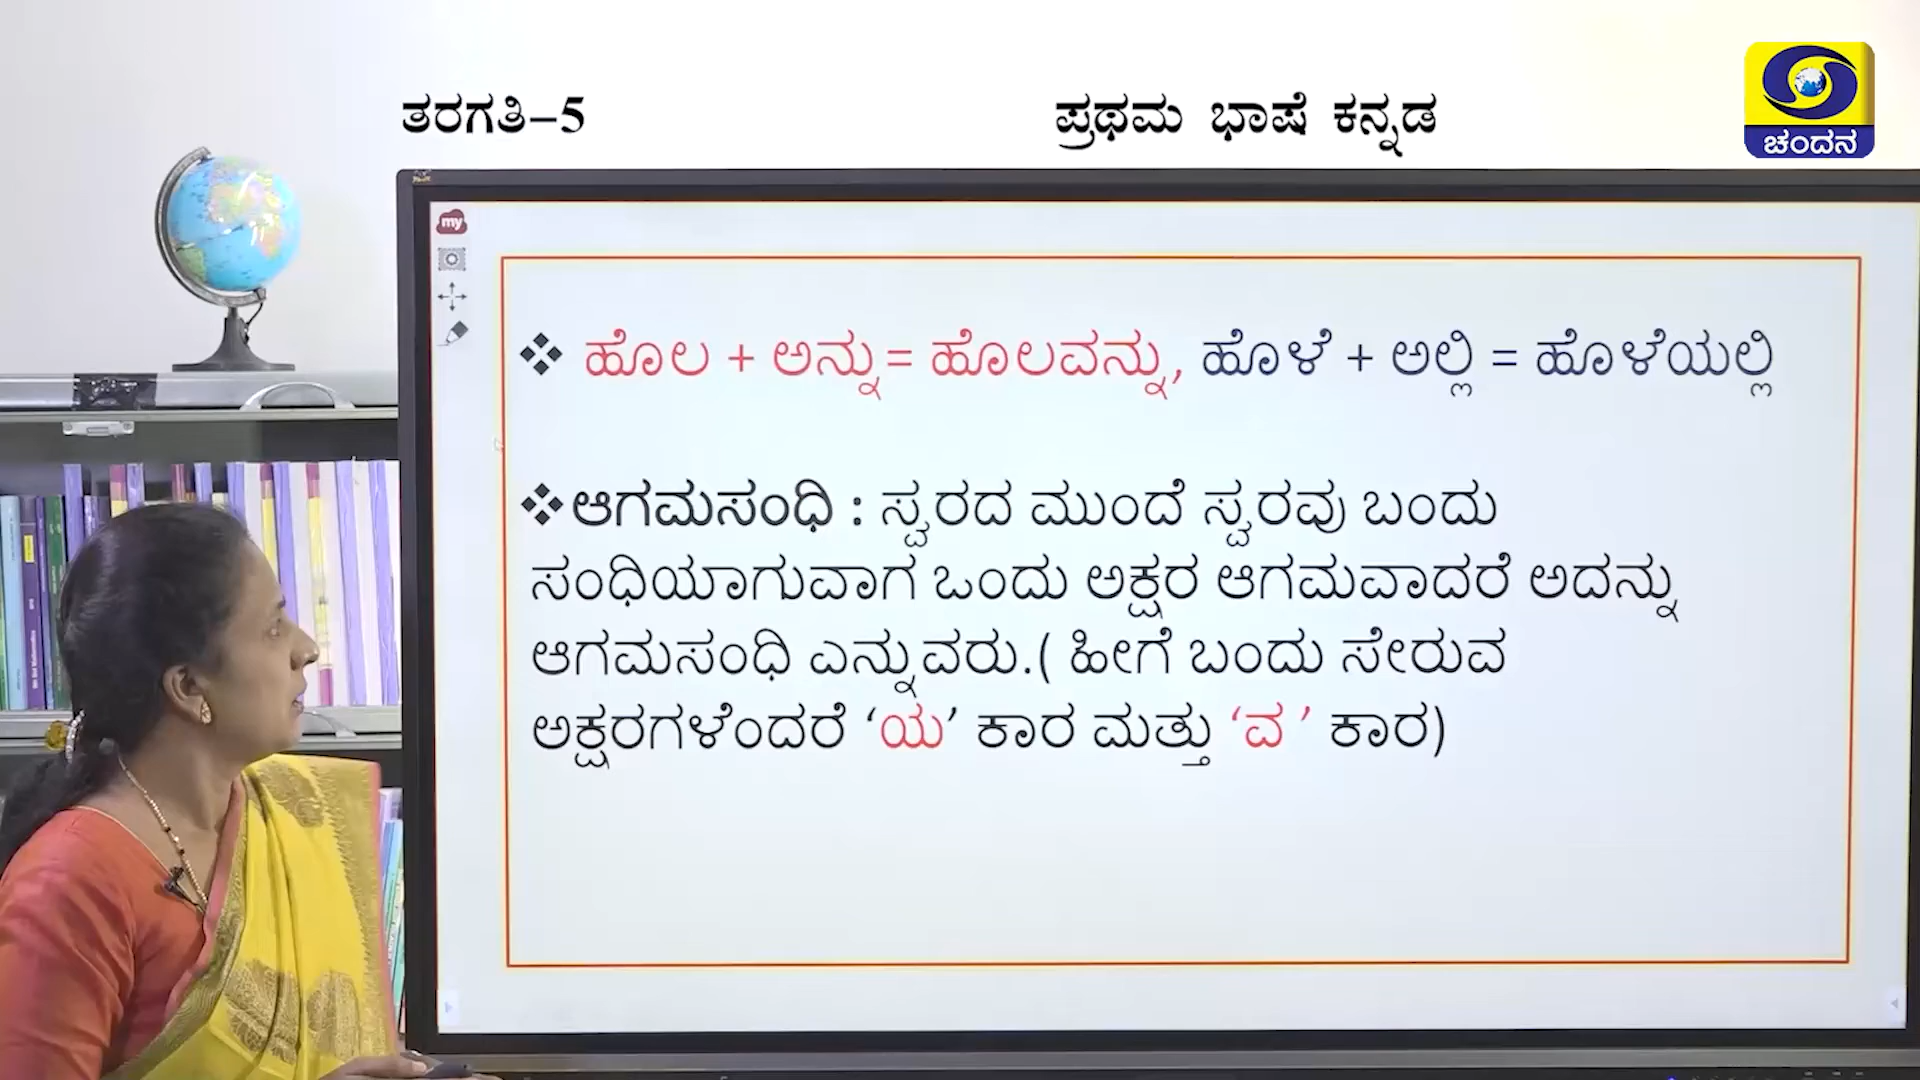 ತರಗತಿ–5 ಪ್ರಥಮ ಭಾಷೆ ಕನ್ನಡ
ಚಂದನ
my
❖ ಹೊಲ + ಅನ್ನು= ಹೊಲವನ್ನು, ಹೊಳೆ + ಅಲ್ಲಿ = ಹೊಳೆಯಲ್ಲಿ
❖ಆಗಮಸಂಧಿ : ಸ್ವರದ ಮುಂದೆ ಸ್ವರವು ಬಂದು
ಸಂಧಿಯಾಗುವಾಗ ಒಂದು ಅಕ್ಷರ ಆಗಮವಾದರೆ ಅದನ್ನು
ಆಗಮಸಂಧಿ ಎನ್ನುವರು.( ಹೀಗೆ ಬಂದು ಸೇರುವ
ಅಕ್ಷರಗಳೆಂದರೆ ‘ಯ’ ಕಾರ ಮತ್ತು ‘ವ ’ ಕಾರ)